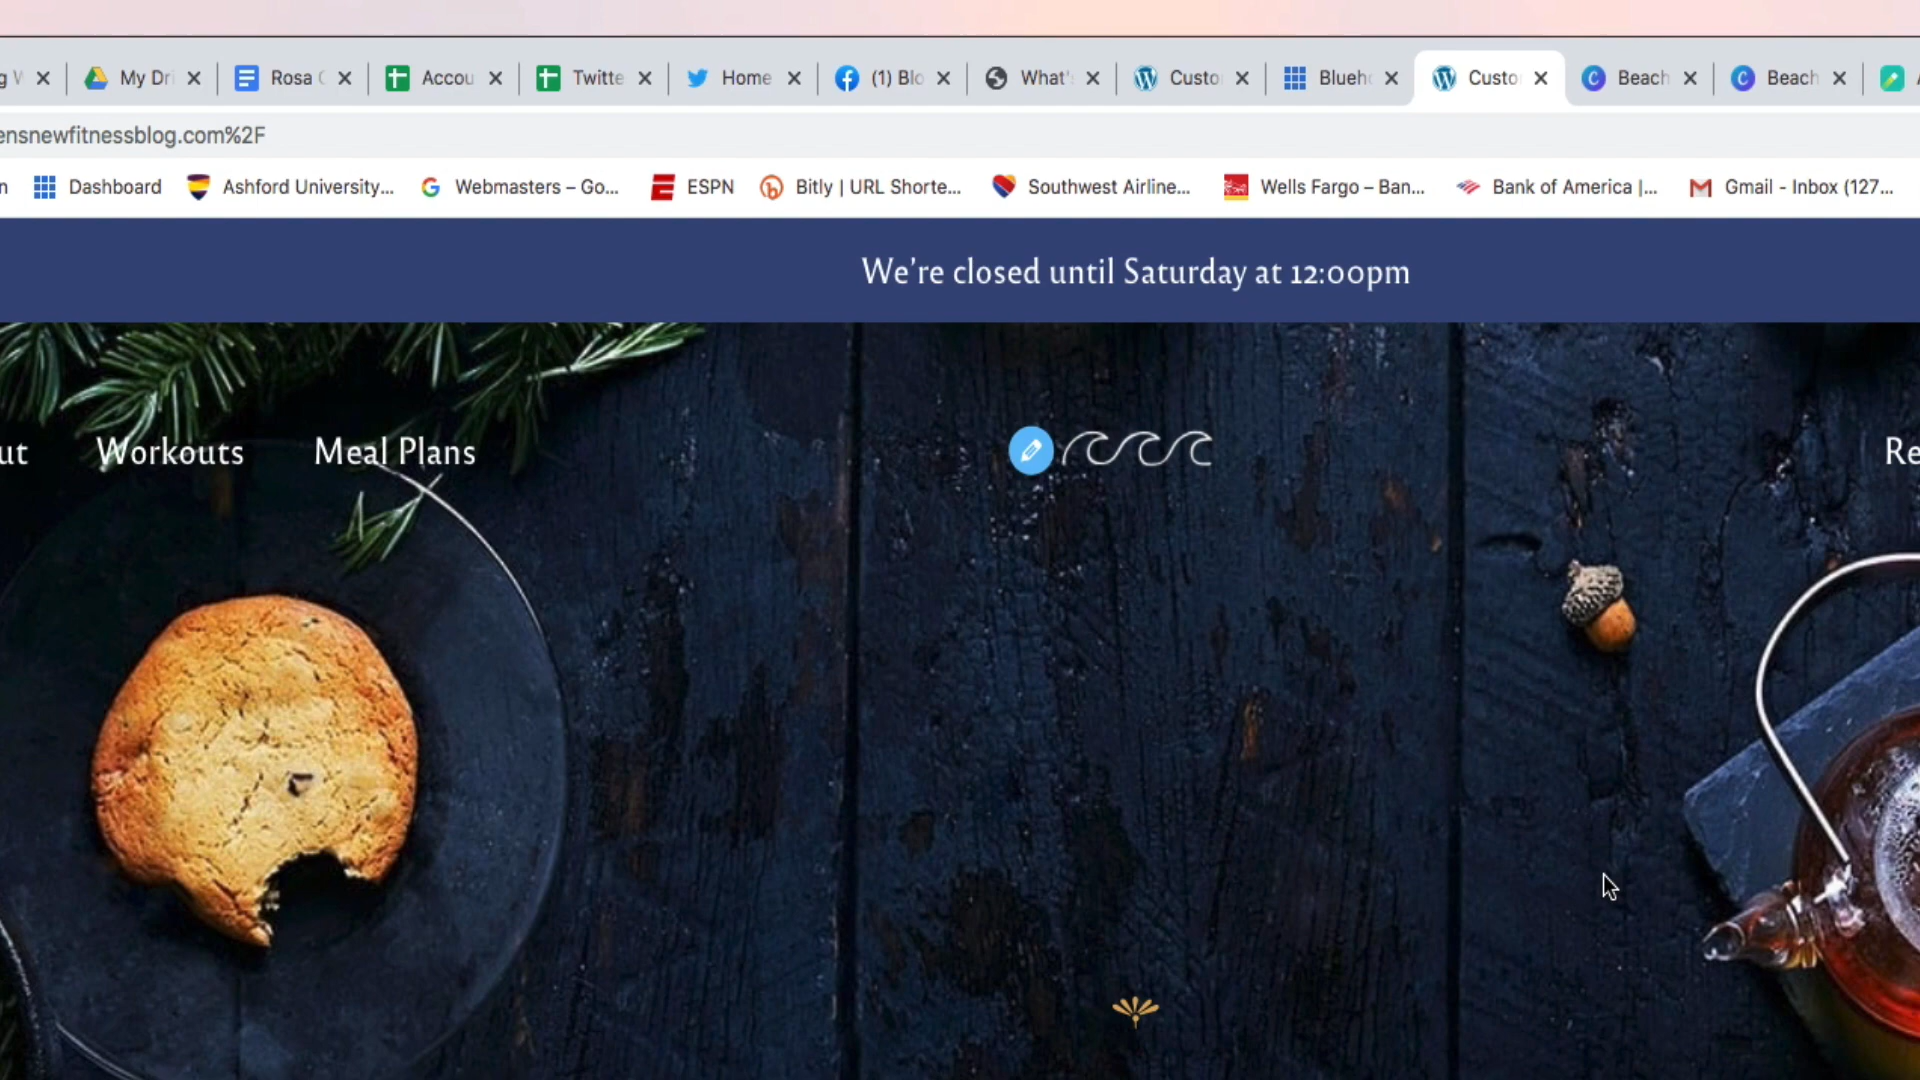 My Dri
Rosa
Accou
Twitte
Home
(1) Blo
What'
Custo
Blueho
Custo
Beach
Beach
ensnewfitnessblog.com%2F
Dashboard
Ashford University...
Webmasters – Go...
ESPN
Bitly | URL Shorte...
Southwest Airline...
Wells Fargo – Ban...
Bank of America |...
Gmail - Inbox (127...
We're closed until Saturday at 12:00pm
ut
Workouts
Meal Plans
Re